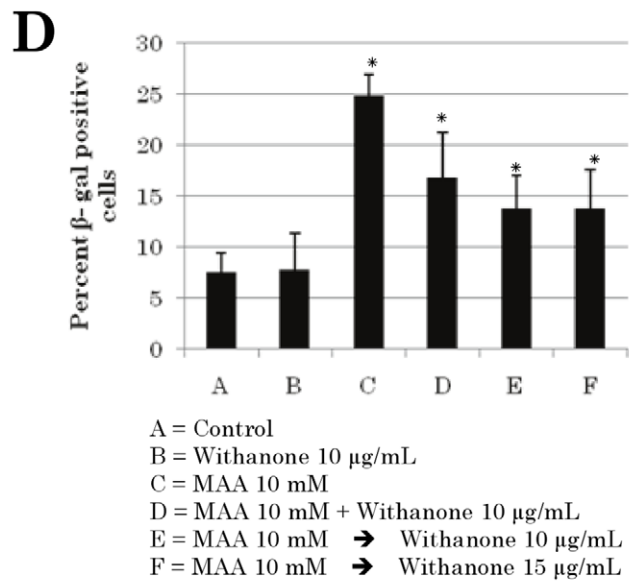 D
Percent β- gal positive
cells
30
25
20
15
10
5
0
*
*
*
*
A B C D E F
A = Control
B = Withanone 10 µg/mL
C = MAA 10 mM
D = MAA 10 mM + Withanone 10 µg/mL
E = MAA 10 mM ➔ Withanone 10 µg/mL
F = MAA 10 mM ➔ Withanone 15 µg/mL